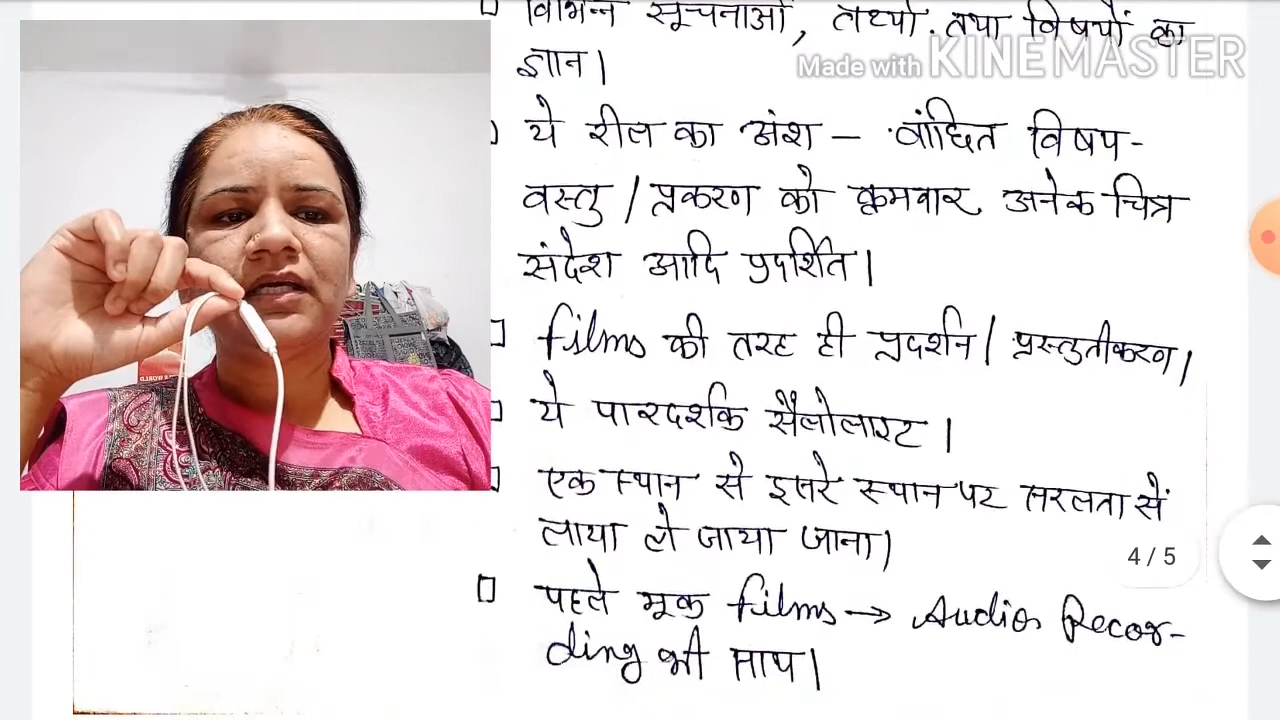 विभिन्न सूचनाओं, तथ्यों तथा विषयों का
ज्ञान।
Made with KINEMASTER
ये रील का अंश - वांछित विषय-
वस्तु / प्रकरण को क्रमवार अनेक चित्र
संदेश आदि प्रदर्शित।
films की तरह ही प्रदर्शन / प्रस्तुतीकरण।
ये पारदर्शक सैलोलाइट।
एक स्थान से दूसरे स्थान पर सरलता सें
लाया ले जाया जाना।
4 / 5
पहले मूक films → Audio Recor-
ding भी साथ।